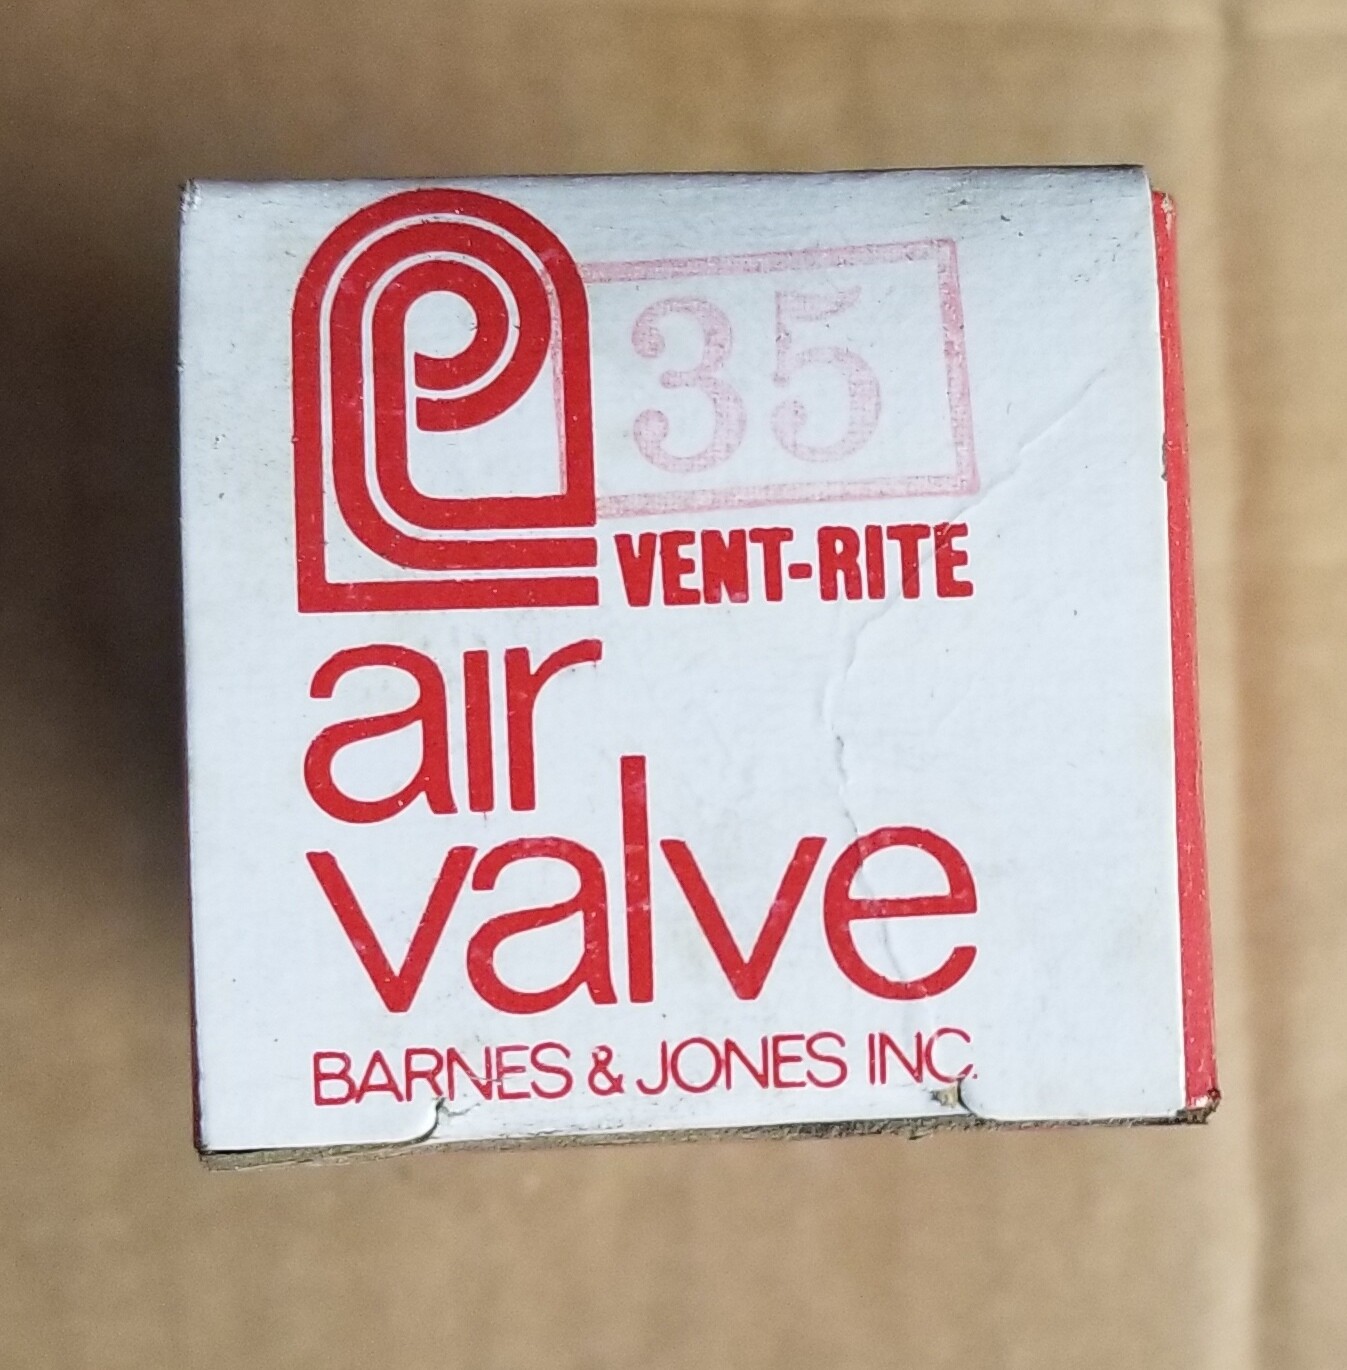 35
VENT-RITE
air
valve
BARNES & JONES INC.